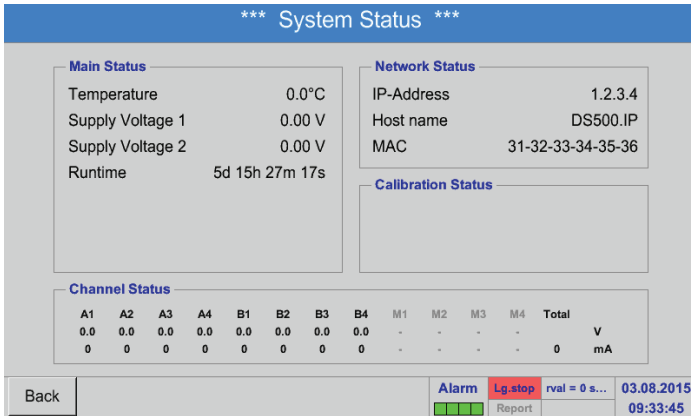 *** System Status ***
Main Status
Temperature 0.0°C
Supply Voltage 1 0.00 V
Supply Voltage 2 0.00 V
Runtime 5d 15h 27m 17s
Network Status
IP-Address 1.2.3.4
Host name DS500.IP
MAC 31-32-33-34-35-36
Calibration Status
Channel Status
A1 A2 A3 A4 B1 B2 B3 B4 M1 M2 M3 M4 Total
0.0 0.0 0.0 0.0 0.0 0.0 0.0 0.0 - - - - V
0 0 0 0 0 0 0 0 - - - - 0 mA
Back
Alarm Lg.stop rval = 0 s... 03.08.2015
Report 09:33:45